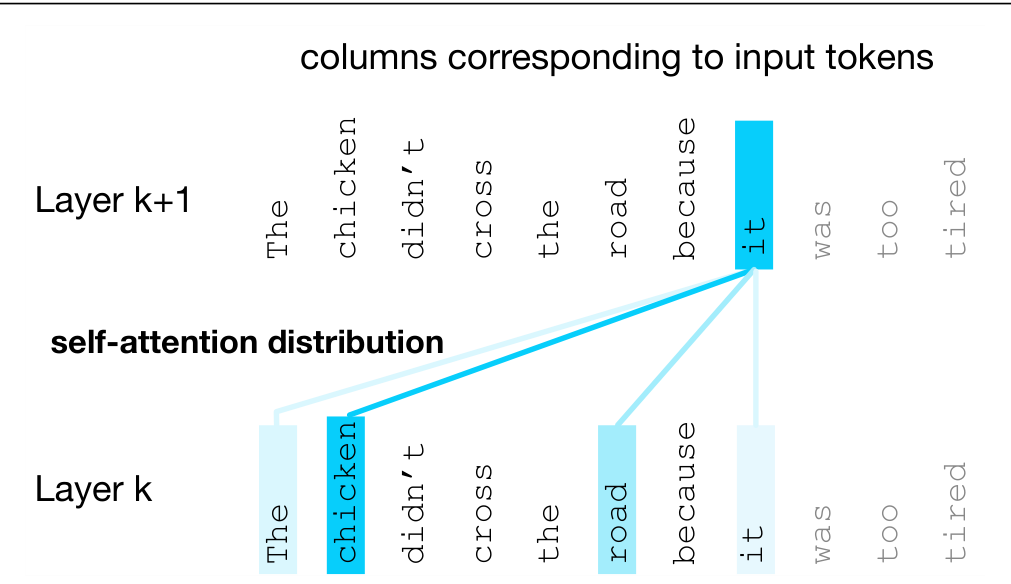 columns corresponding to input tokens
Layer k+1
The chicken didn't cross the road because it was too tired
self-attention distribution
Layer k
The chicken didn't cross the road because it was too tired